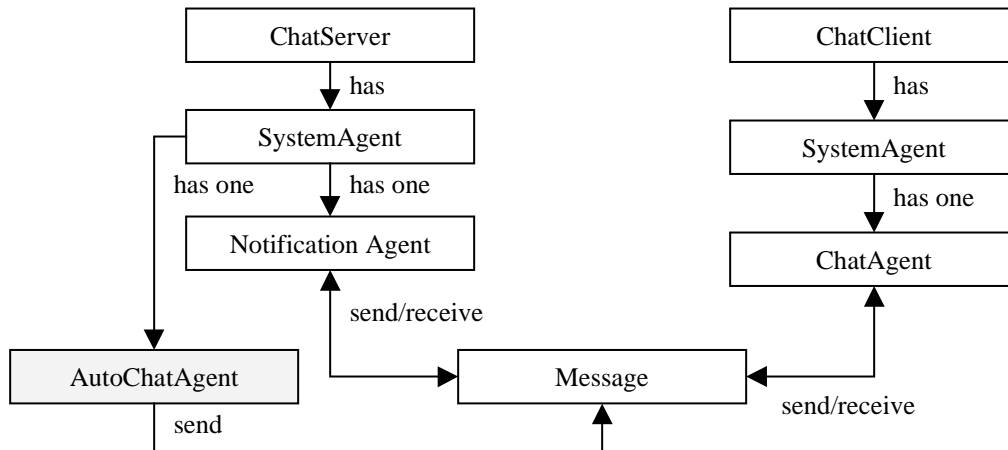 ChatServer
ChatClient
has
has
SystemAgent
SystemAgent
has one
has one
has one
Notification Agent
ChatAgent
send/receive
AutoChatAgent
Message
send
send/receive